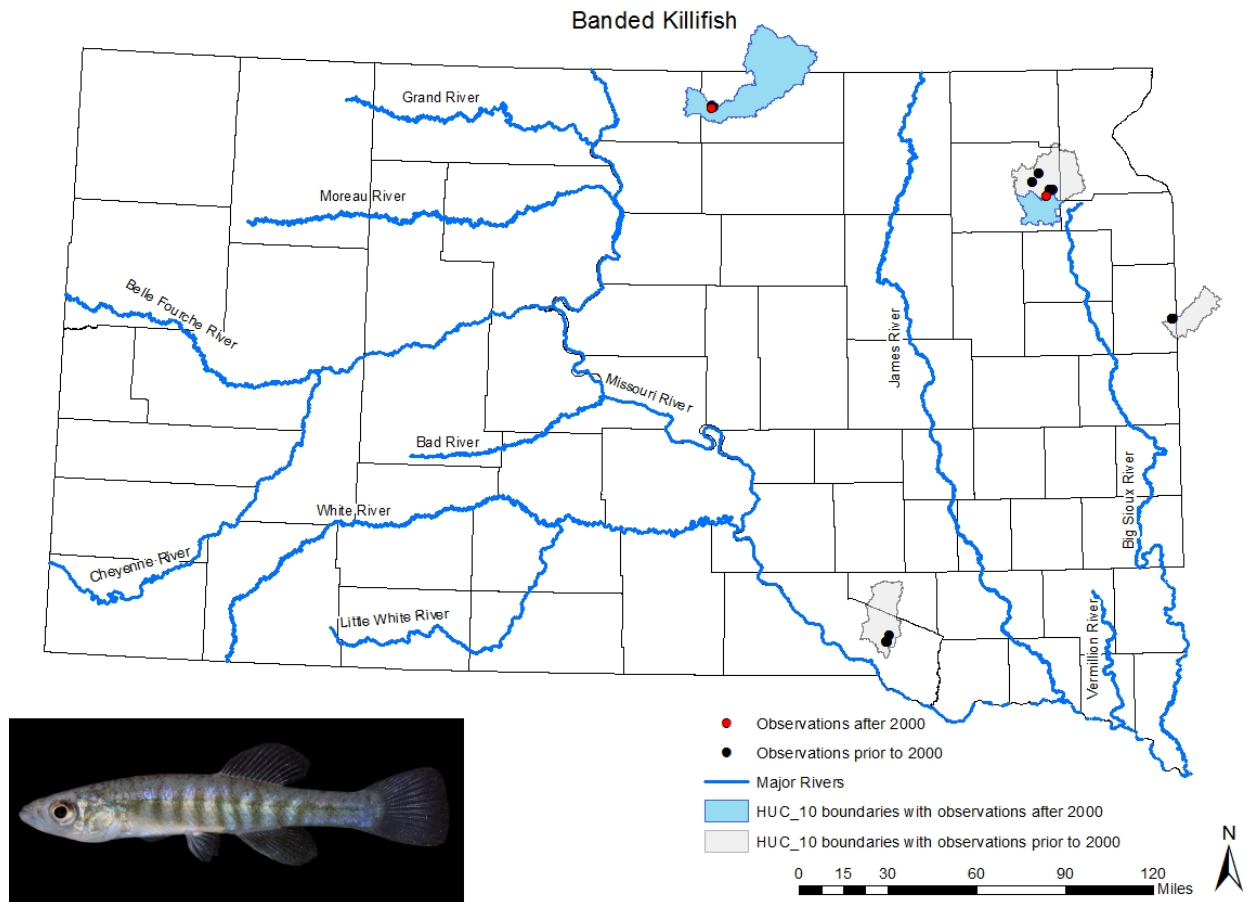 Banded Killifish
Grand River
Moreau River
Belle Fourche River
James River
Missouri River
Bad River
Big Sioux River
White River
Cheyenne River
Little White River
Vermillion River
Observations after 2000
Observations prior to 2000
Major Rivers
HUC_10 boundaries with observations after 2000
HUC_10 boundaries with observations prior to 2000
N
0 15 30 60 90 120
Miles